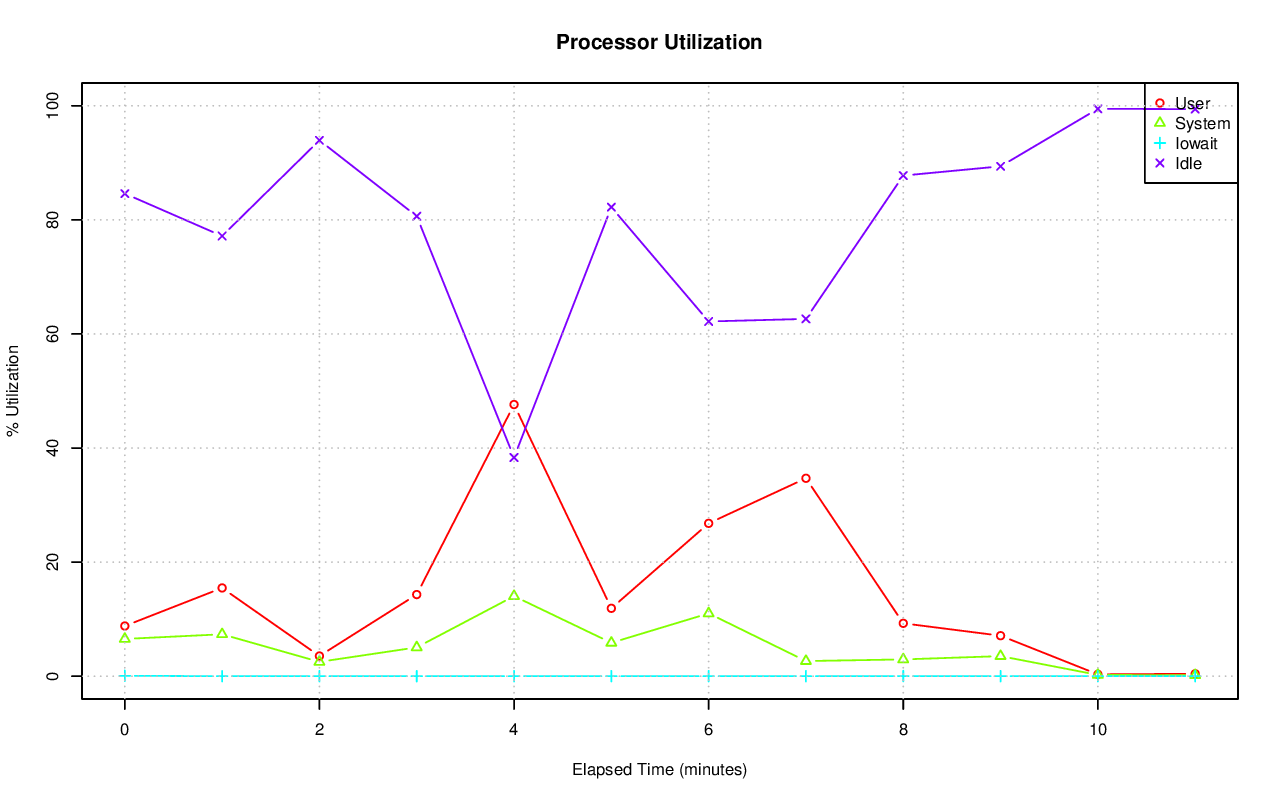 Processor Utilization
% Utilization
100
80
60
40
20
0
User
System
Iowait
Idle
0 2 4 6 8 10
Elapsed Time (minutes)